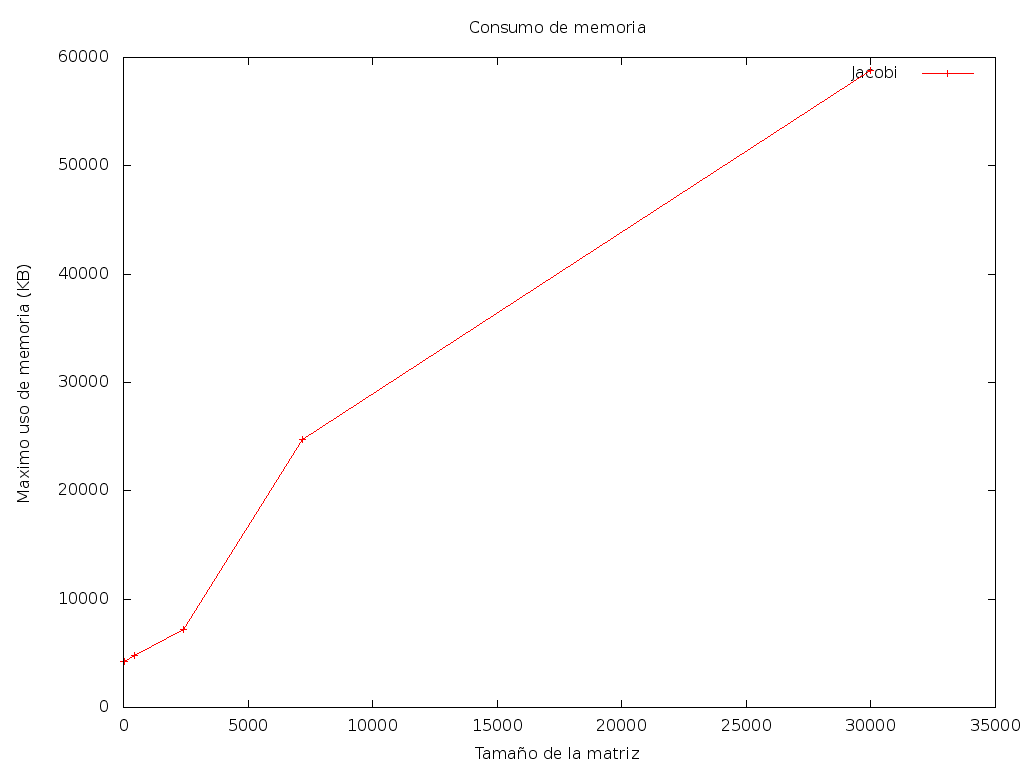 Consumo de memoria
Jacobi
60000
50000
40000
30000
20000
10000
0
Maximo uso de memoria (KB)
0 5000 10000 15000 20000 25000 30000 35000
Tamaño de la matriz